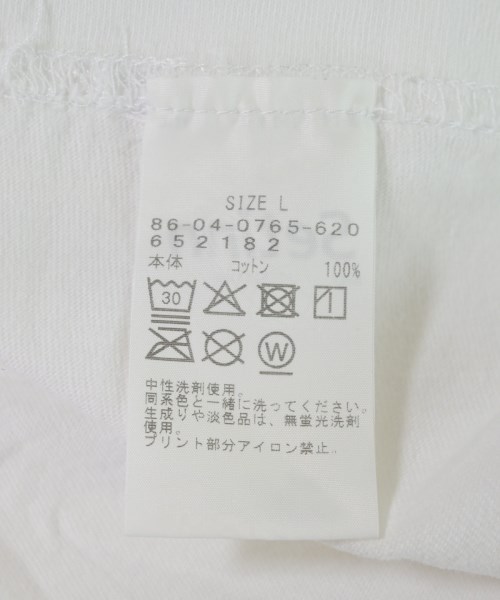 SIZE L
86-04-0765-620
652182
本体 コットン 100%
30
W
中性洗剤使用。
同系色と一緒に洗ってください。
生成りや淡色品は、無蛍光洗剤
使用。
プリント部分アイロン禁止..